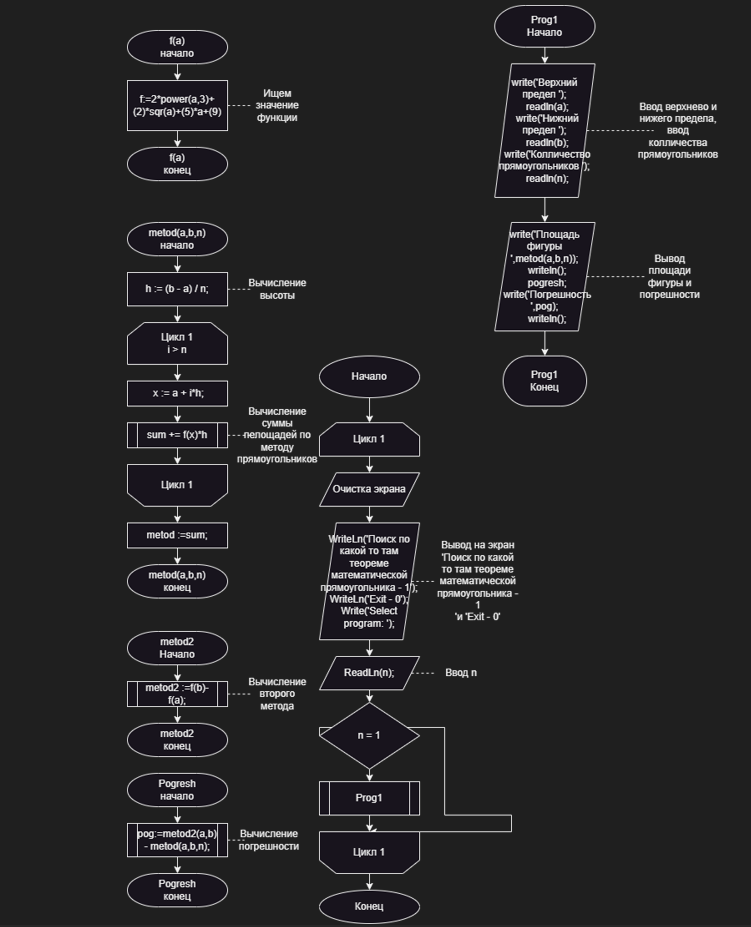 f(a)
начало
f:=2*power(a,3)+
(2)*sqr(a)+(5)*a+(9)
Ищем
значение
функции
f(a)
конец
metod(a,b,n)
начало
h := (b - a) / n;
Вычисление
высоты
Цикл 1
i > n
x := a + i*h;
sum += f(x)*h
Вычисление
суммы
пелощадей по
методу
прямоугольников
Цикл 1
metod :=sum;
metod(a,b,n)
конец
metod2
Начало
metod2 :=f(b)-
f(a);
Вычисление
второго
метода
metod2
конец
Pogresh
начало
pog:=metod2(a,b)
- metod(a,b,n);
Вычисление
погрешности
Pogresh
конец
Начало
Цикл 1
Очистка экрана
WriteLn('Поиск по
какой то там
теореме
математической
прямоугольника - 1');
WriteLn('Exit - 0');
Write('Select
program: ');
Вывод на экран
'Поиск по какой
то там теореме
математической
прямоугольника -
1
'и 'Exit - 0'
ReadLn(n);
Ввод n
n = 1
Prog1
Цикл 1
Конец
Prog1
Начало
write('Верхний
предел ');
readln(a);
write('Нижний
предел ');
readln(b);
write('Колличество
прямоугольников ');
readln(n);
Ввод верхнево и
нижего предела,
ввод
колличества
прямоугольников
write('Площадь
фигуры
',metod(a,b,n));
writeln();
pogresh;
write('Погрешность
',pog);
writeln();
Вывод
площади
фигуры и
погрешности
Prog1
Конец